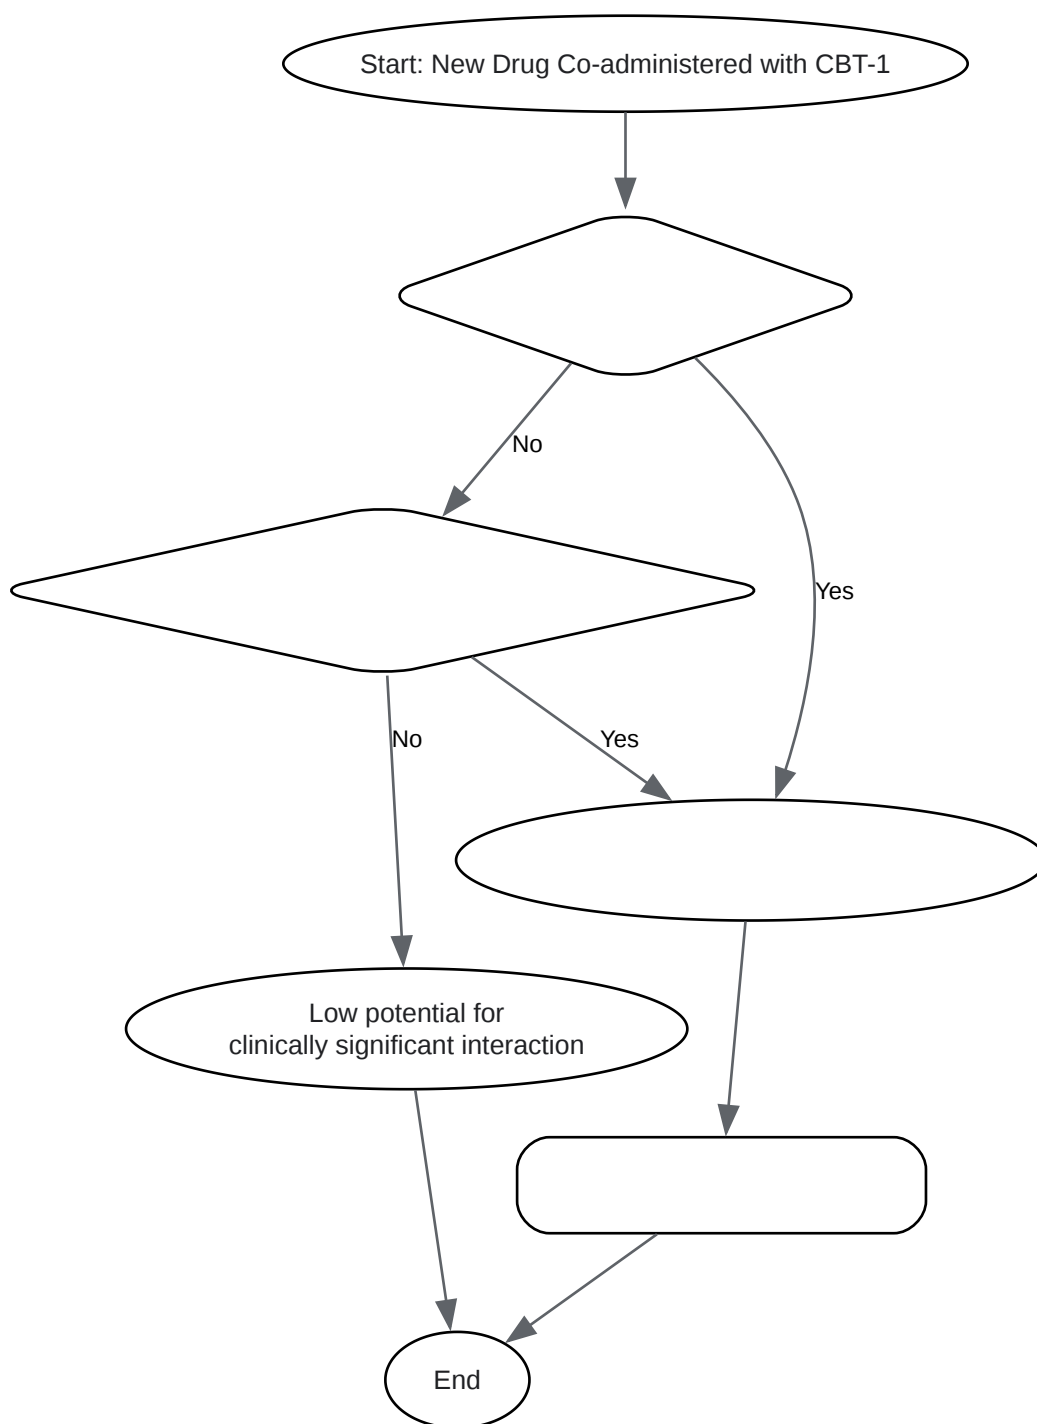 Start: New Drug Co-administered with CBT-1
No
Yes
No
Yes
Low potential for
clinically significant interaction
End